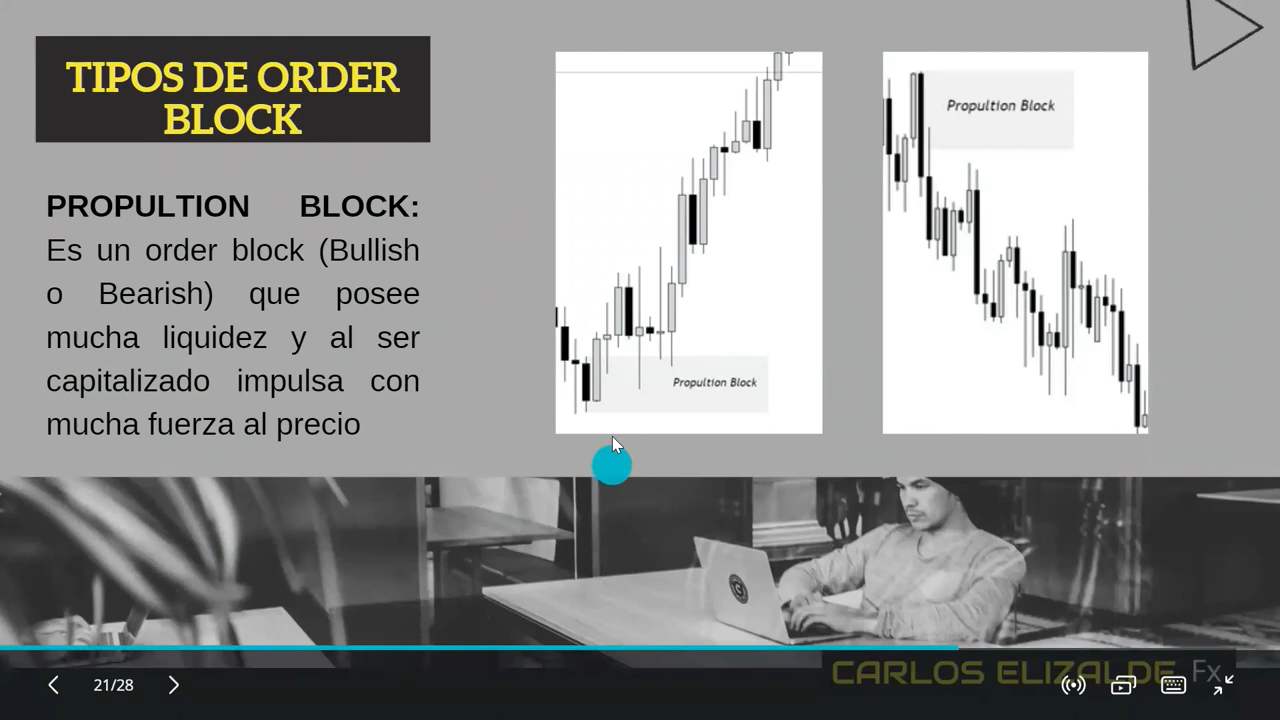 TIPOS DE ORDER
BLOCK
PROPULTION BLOCK:
Es un order block (Bullish
o Bearish) que posee
mucha liquidez y al ser
capitalizado impulsa con
mucha fuerza al precio
Propultion Block
Propultion Block
CARLOS ELIZALDE Fx
21/28